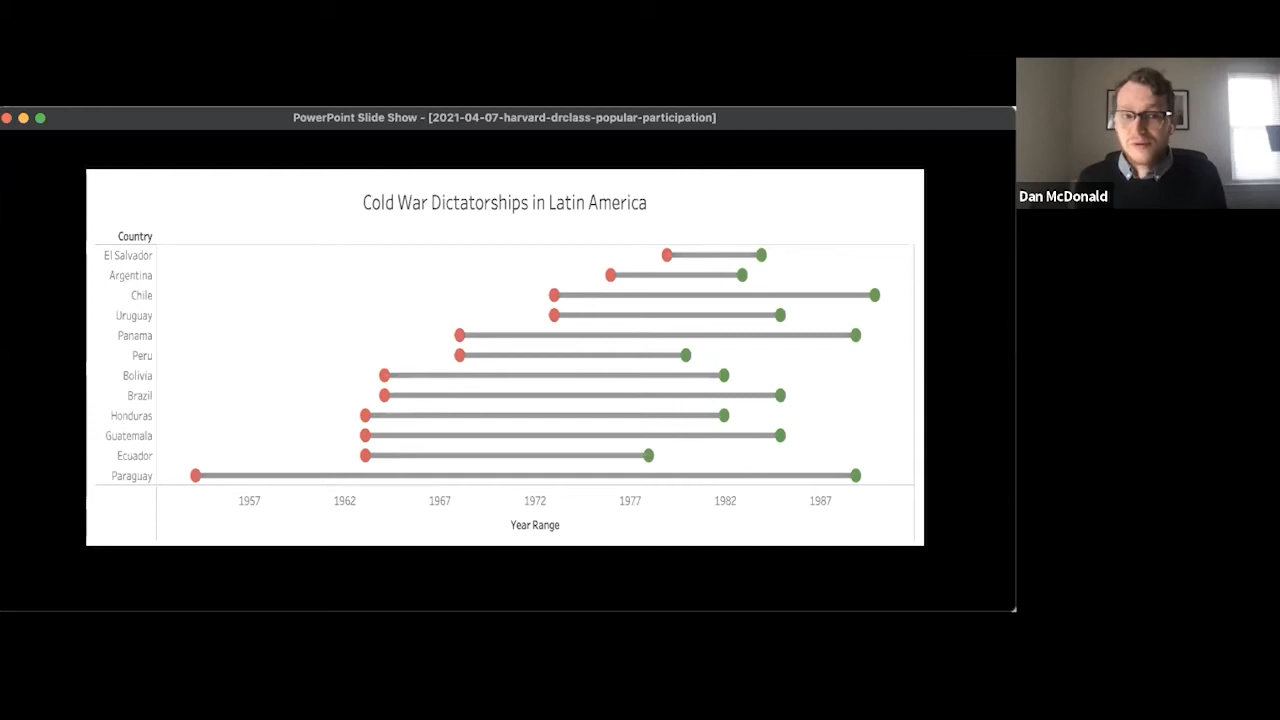 PowerPoint Slide Show - [2021-04-07-harvard-drclass-popular-participation]
Dan McDonald
Cold War Dictatorships in Latin America
Country
El Salvador
Argentina
Chile
Uruguay
Panama
Peru
Bolivia
Brazil
Honduras
Guatemala
Ecuador
Paraguay
1957 1962 1967 1972 1977 1982 1987
Year Range